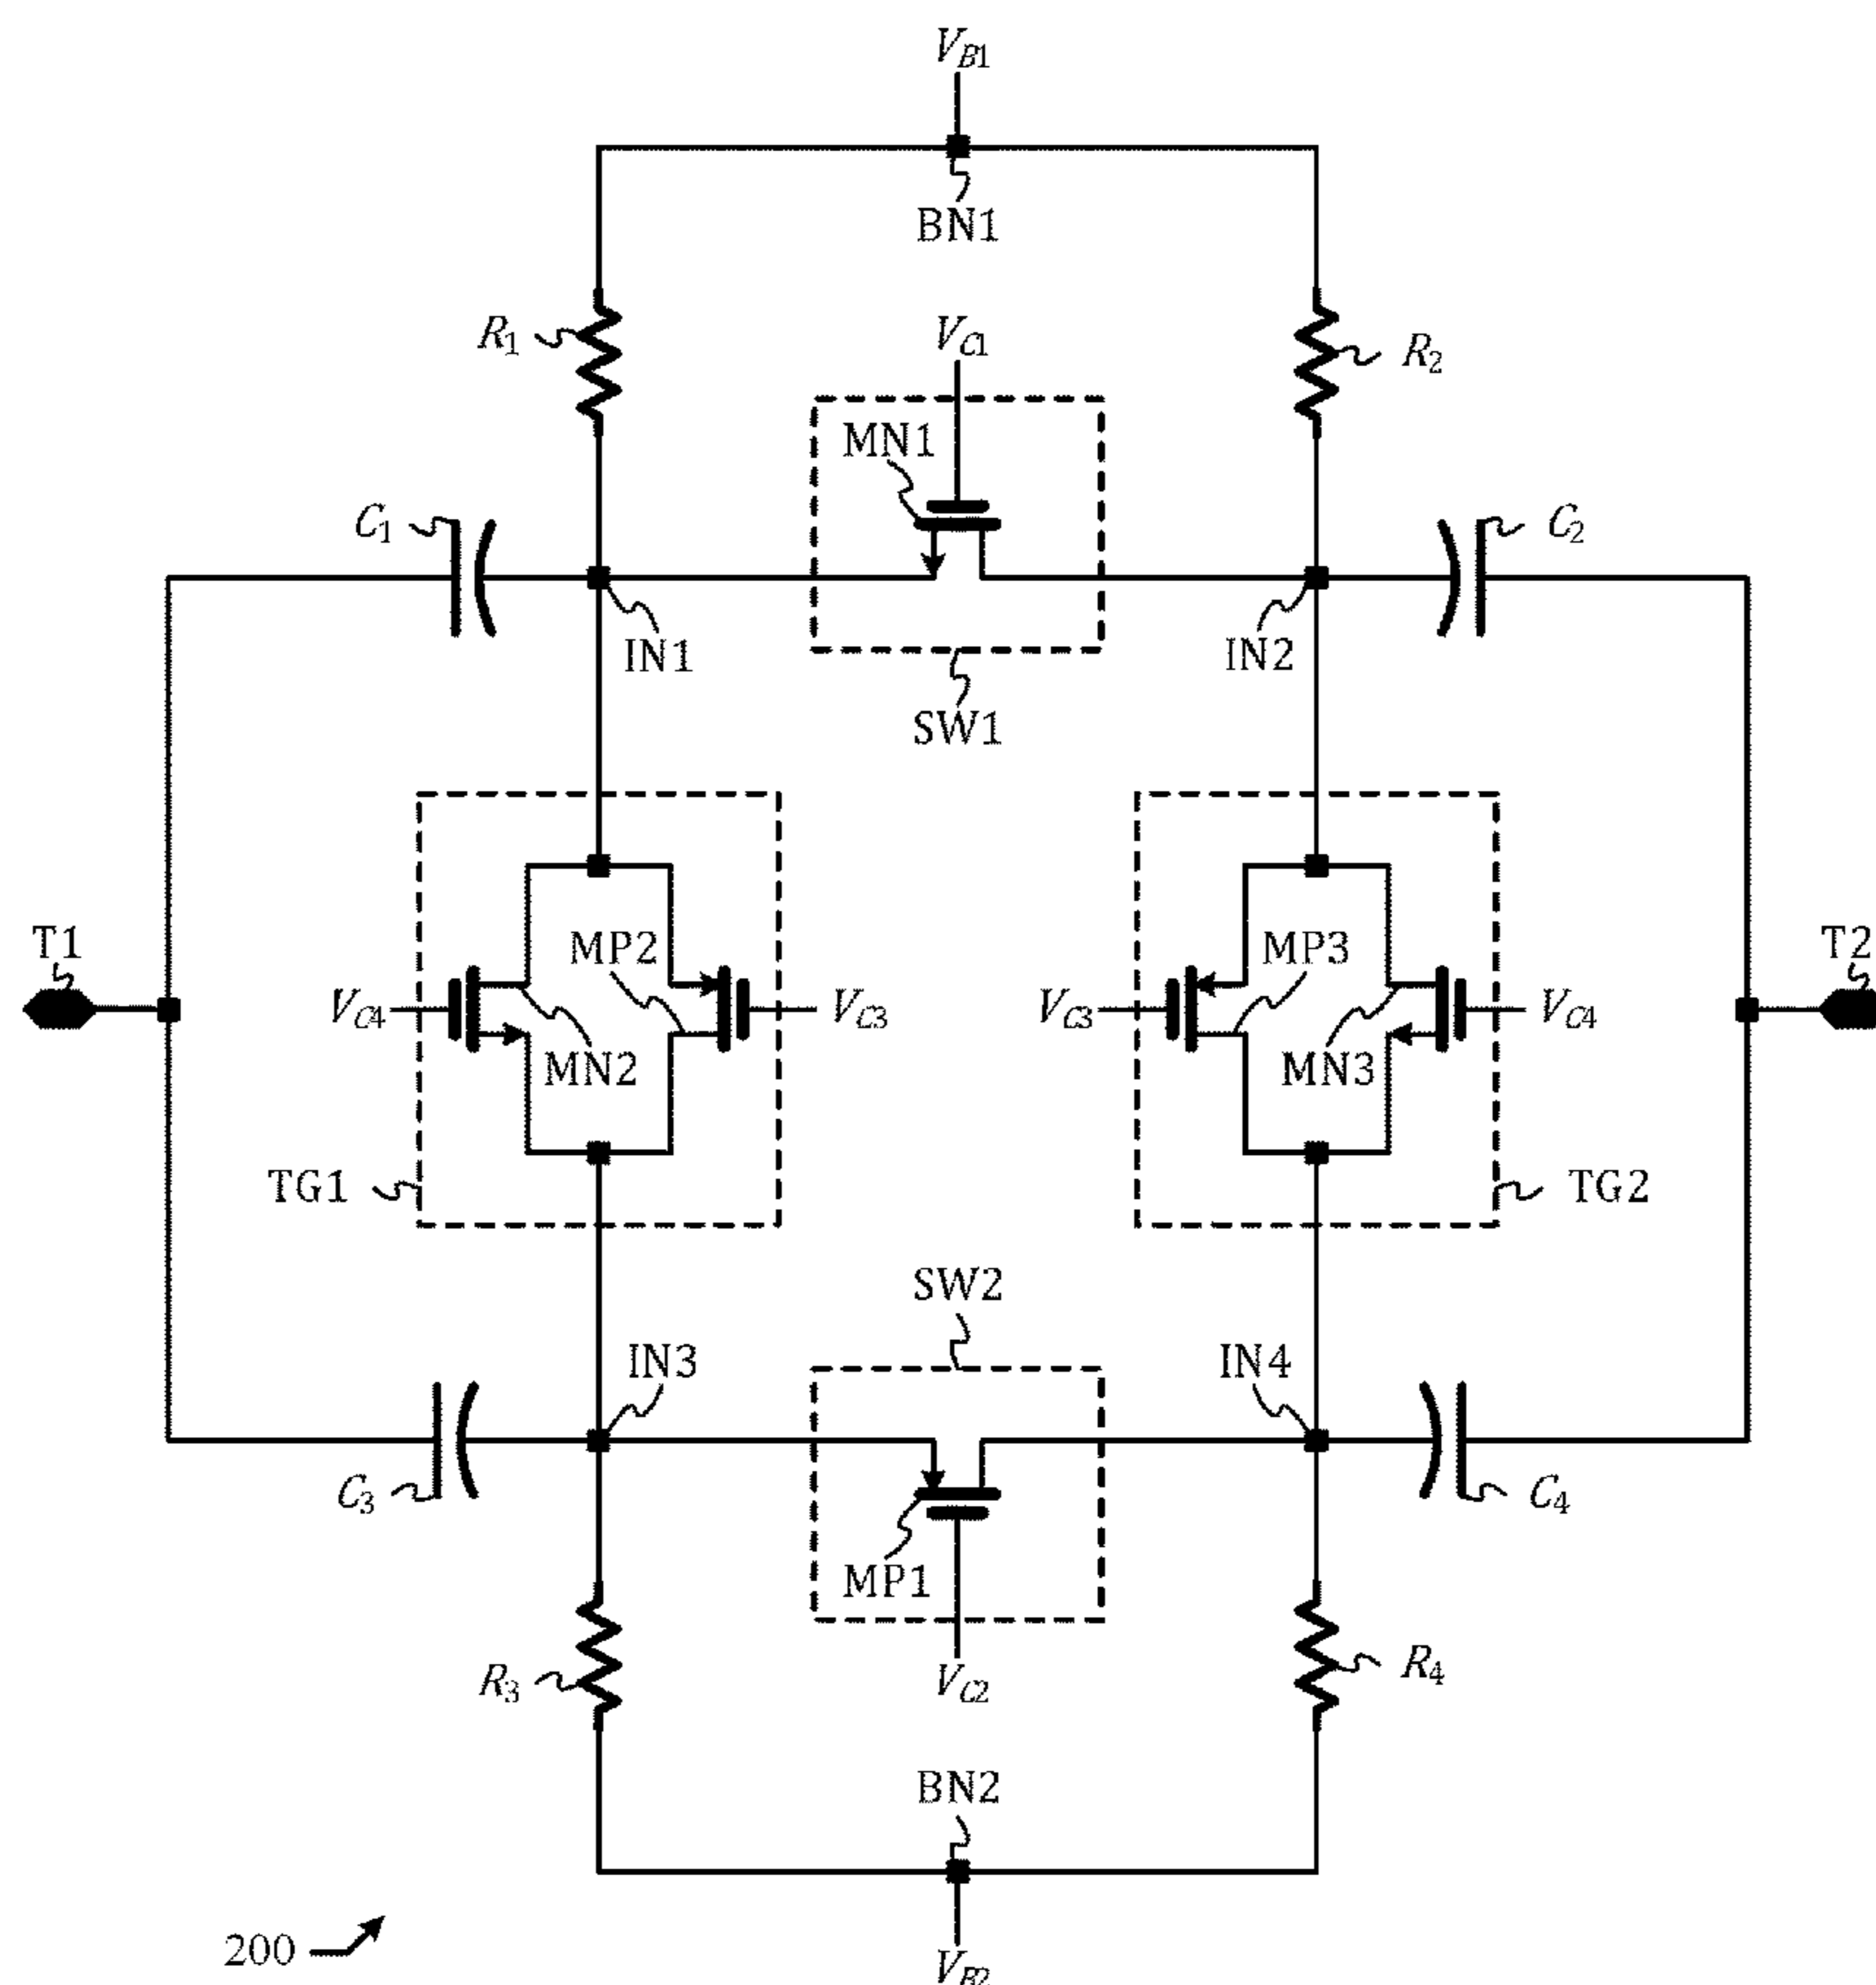 VB1
BN1
R1
VC1
R2
MN1
C1
C2
IN1
IN2
SW1
T1
MP2
MP3
T2
VC4
VC3
VC3
VC4
MN2
MN3
TG1
TG2
SW2
IN3
IN4
C3
C4
MP1
R3
VC2
R4
BN2
200
VB2